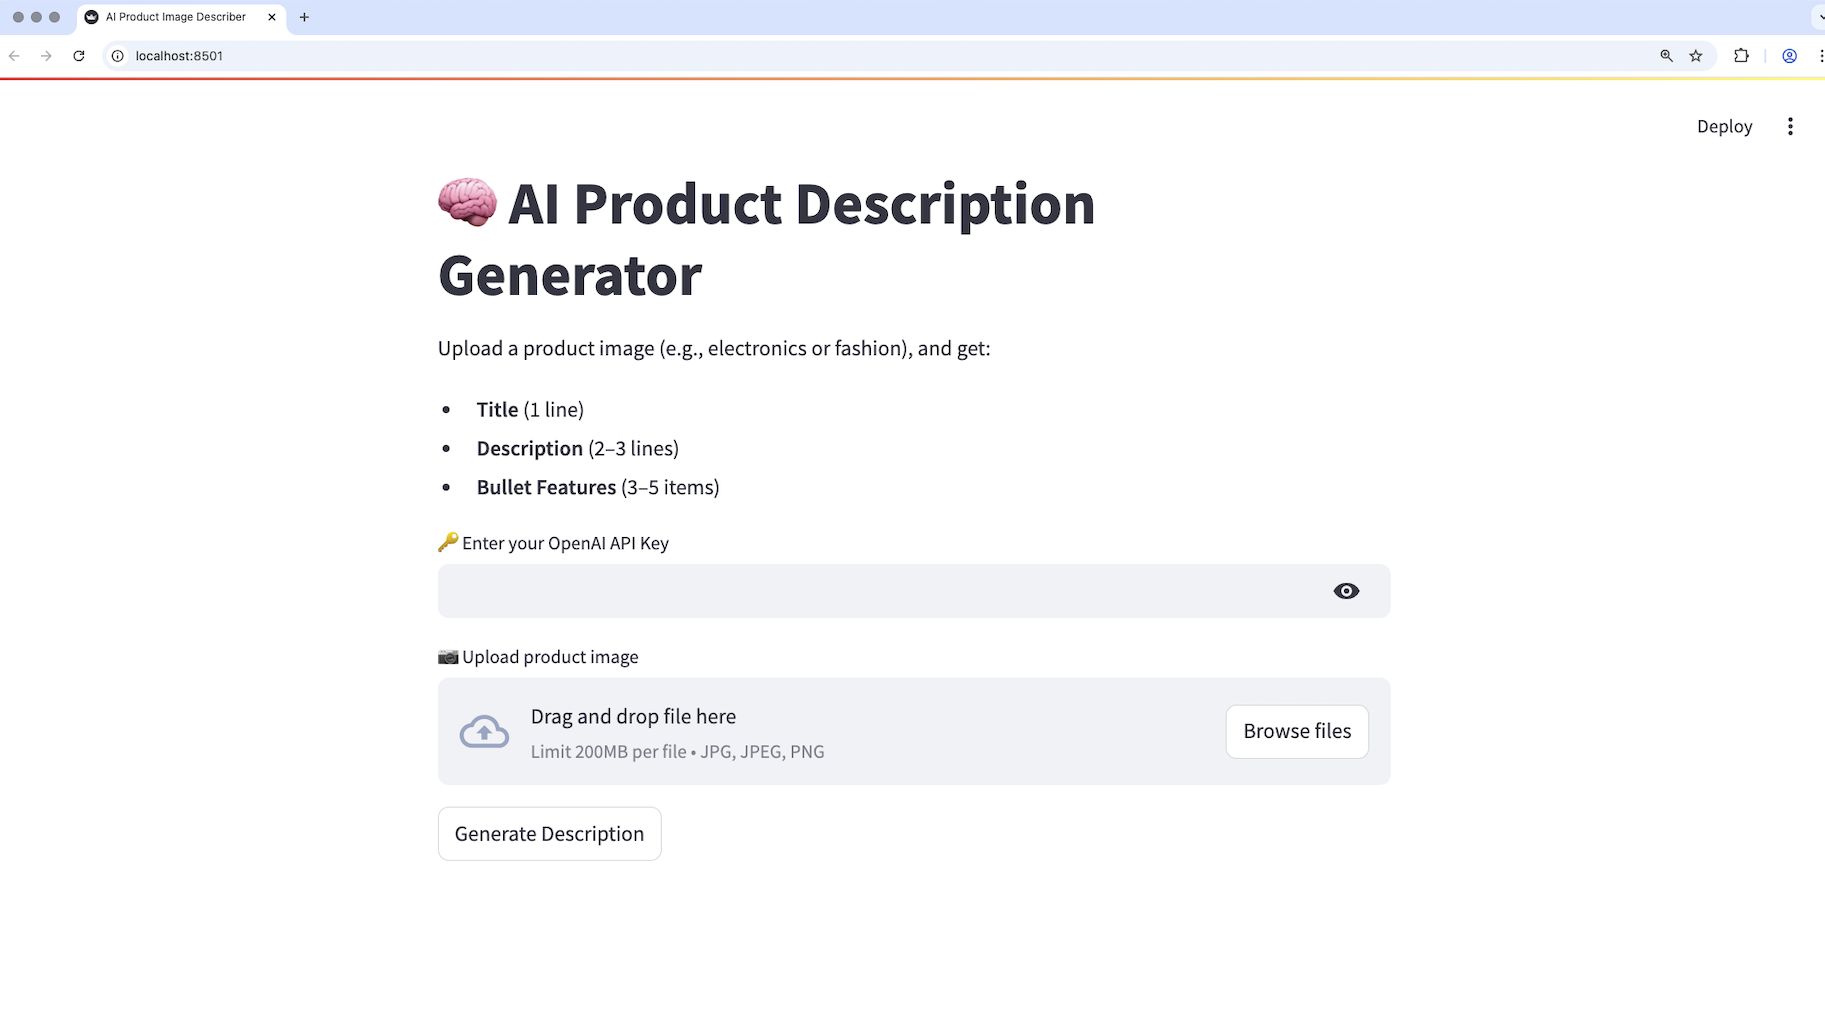 AI Product Image Describer
localhost:8501
Deploy
AI Product Description
Generator
Upload a product image (e.g., electronics or fashion), and get:
• Title (1 line)
• Description (2–3 lines)
• Bullet Features (3–5 items)
Enter your OpenAI API Key
Upload product image
Drag and drop file here
Limit 200MB per file • JPG, JPEG, PNG
Browse files
Generate Description